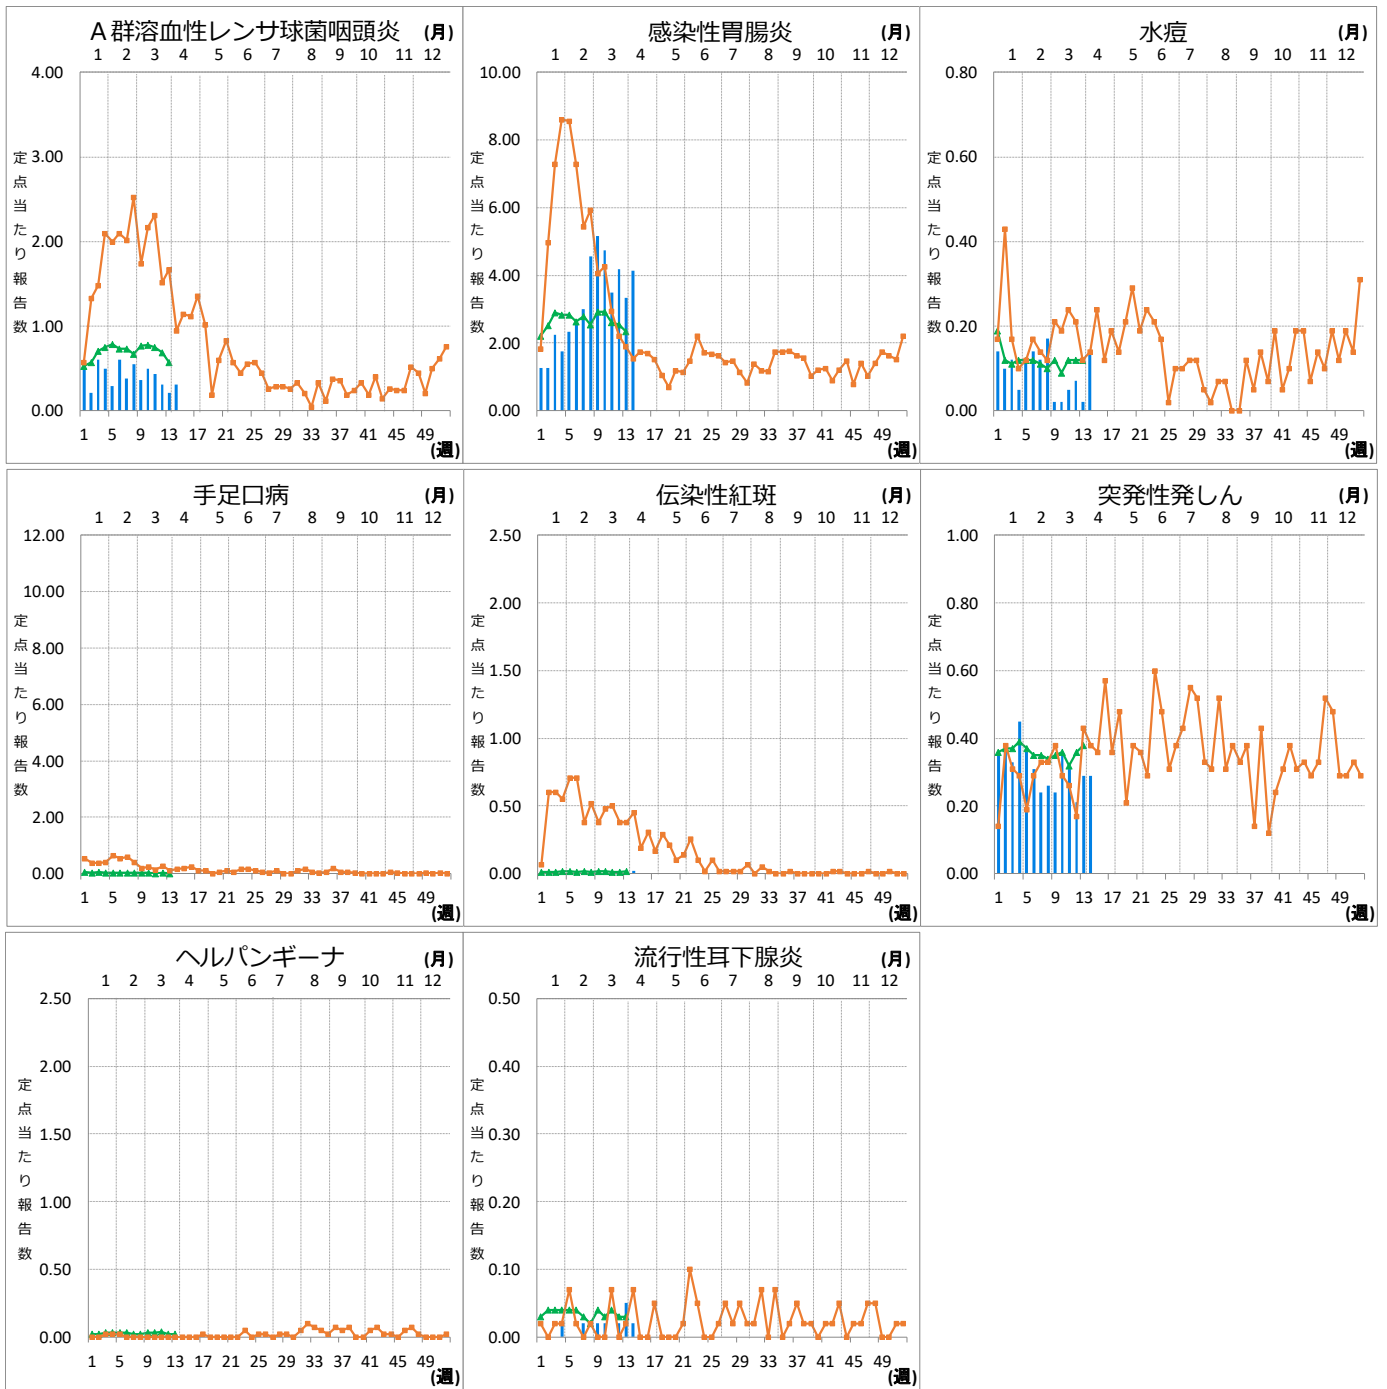 A群溶血性レンサ球菌咽頭炎 (月)
1 2 3 4 5 6 7 8 9 10 11 12
4.00
3.00
2.00
1.00
0.00
定点当たり報告数
1 5 9 13 17 21 25 29 33 37 41 45 49
(週)
感染性胃腸炎 (月)
1 2 3 4 5 6 7 8 9 10 11 12
10.00
8.00
6.00
4.00
2.00
0.00
定点当たり報告数
1 5 9 13 17 21 25 29 33 37 41 45 49
(週)
水痘 (月)
1 2 3 4 5 6 7 8 9 10 11 12
0.80
0.60
0.40
0.20
0.00
定点当たり報告数
1 5 9 13 17 21 25 29 33 37 41 45 49
(週)
手足口病 (月)
1 2 3 4 5 6 7 8 9 10 11 12
12.00
10.00
8.00
6.00
4.00
2.00
0.00
定点当たり報告数
1 5 9 13 17 21 25 29 33 37 41 45 49
(週)
伝染性紅斑 (月)
1 2 3 4 5 6 7 8 9 10 11 12
2.50
2.00
1.50
1.00
0.50
0.00
定点当たり報告数
1 5 9 13 17 21 25 29 33 37 41 45 49
(週)
突発性発しん (月)
1 2 3 4 5 6 7 8 9 10 11 12
1.00
0.80
0.60
0.40
0.20
0.00
定点当たり報告数
1 5 9 13 17 21 25 29 33 37 41 45 49
(週)
ヘルパンギーナ (月)
1 2 3 4 5 6 7 8 9 10 11 12
2.50
2.00
1.50
1.00
0.50
0.00
定点当たり報告数
1 5 9 13 17 21 25 29 33 37 41 45 49
(週)
流行性耳下腺炎 (月)
1 2 3 4 5 6 7 8 9 10 11 12
0.50
0.40
0.30
0.20
0.10
0.00
定点当たり報告数
1 5 9 13 17 21 25 29 33 37 41 45 49
(週)